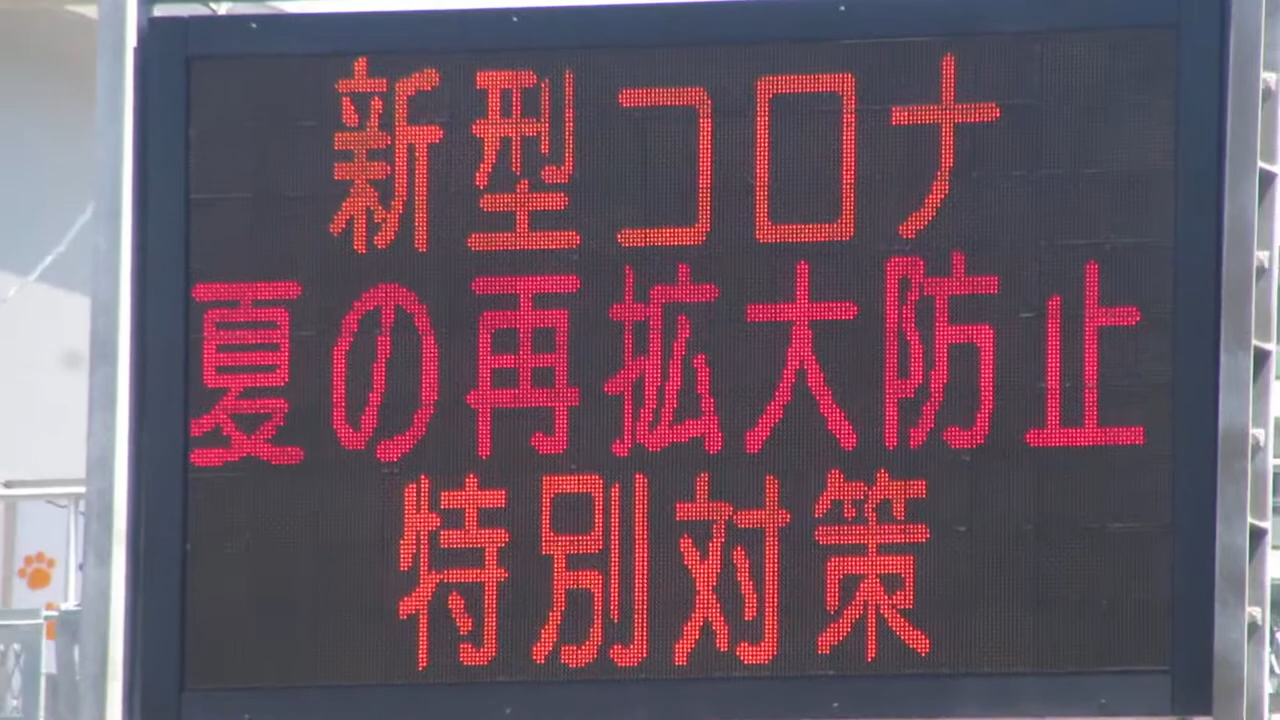 新型コロナ
夏の再拡大防止
特別対策